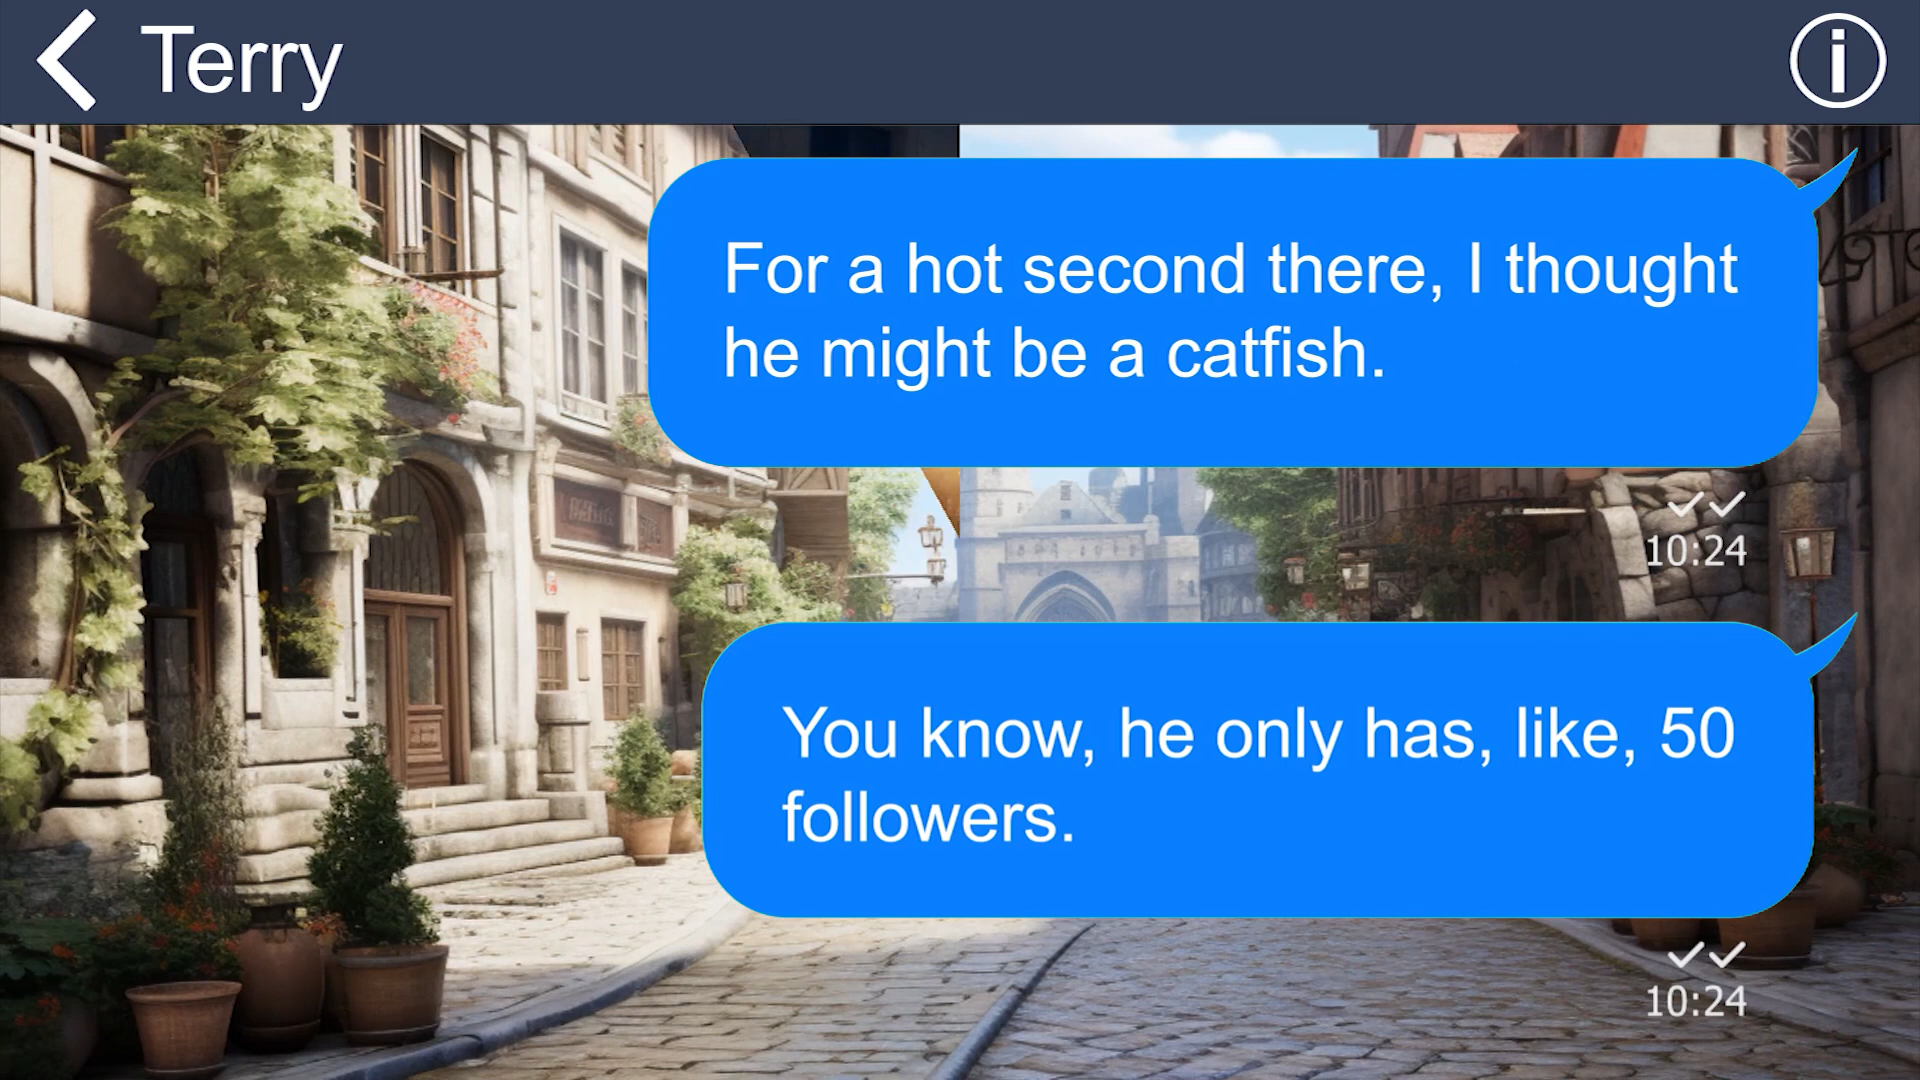 Terry
For a hot second there, I thought
he might be a catfish.
10:24
You know, he only has, like, 50
followers.
10:24